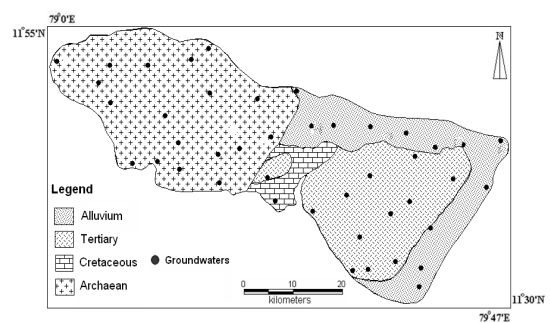 79°0'E
11°55'N
N
Legend
Alluvium
Tertiary
Cretaceous
Groundwaters
Archaean
0 10 20
kilometers
11°30'N
79°47'E